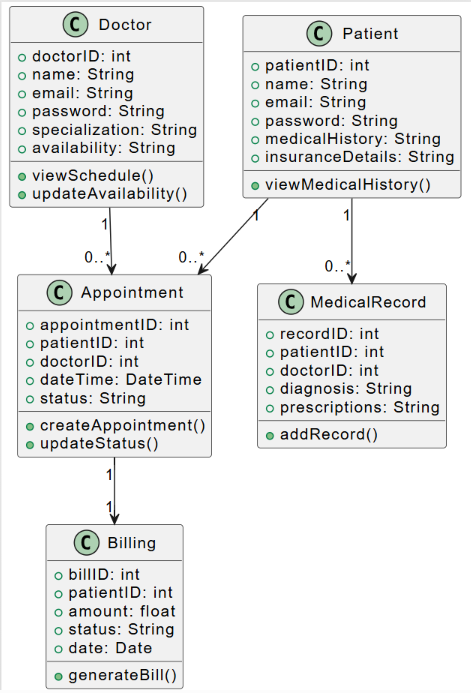 C Doctor
doctorID: int
name: String
email: String
password: String
specialization: String
availability: String
viewSchedule()
updateAvailability()
C Patient
patientID: int
name: String
email: String
password: String
medicalHistory: String
insuranceDetails: String
viewMedicalHistory()
1
0..*
1
0..*
1
0..*
C Appointment
appointmentID: int
patientID: int
doctorID: int
dateTime: DateTime
status: String
createAppointment()
updateStatus()
C MedicalRecord
recordID: int
patientID: int
doctorID: int
diagnosis: String
prescriptions: String
addRecord()
1
1
C Billing
billID: int
patientID: int
amount: float
status: String
date: Date
generateBill()